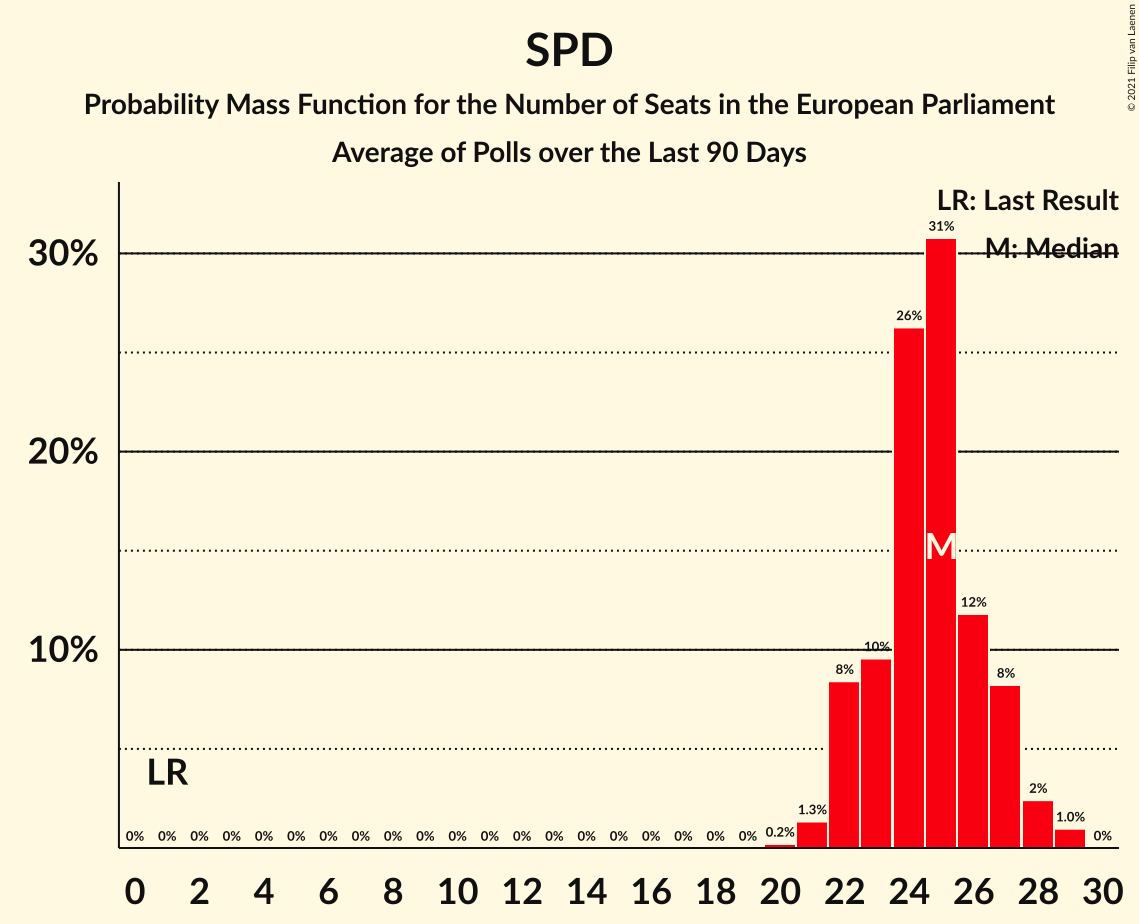 SPD
Probability Mass Function for the Number of Seats in the European Parliament
Average of Polls over the Last 90 Days
© 2021 Filip van Laenen
LR: Last Result
M: Median
30%
20%
10%
31%
26%
M
12%
10%
8%
8%
LR
2%
1.3%
1.0%
0% 0% 0% 0% 0% 0% 0% 0% 0% 0% 0% 0% 0% 0% 0% 0% 0% 0% 0% 0% 0.2% 0%
0 2 4 6 8 10 12 14 16 18 20 22 24 26 28 30